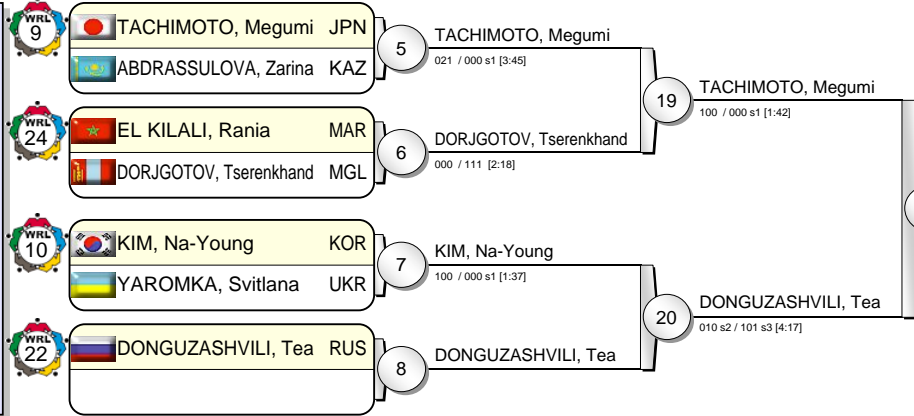 WRL
9
TACHIMOTO, Megumi JPN
ABDRASSULOVA, Zarina KAZ
5
TACHIMOTO, Megumi
021 / 000 s1 [3:45]
WRL
24
EL KILALI, Rania MAR
DORJGOTOV, Tserenkhand MGL
6
DORJGOTOV, Tserenkhand
000 / 111 [2:18]
19
TACHIMOTO, Megumi
100 / 000 s1 [1:42]
WRL
10
KIM, Na-Young KOR
YAROMKA, Svitlana UKR
7
KIM, Na-Young
100 / 000 s1 [1:37]
WRL
22
DONGUZASHVILI, Tea RUS
8
DONGUZASHVILI, Tea
20
DONGUZASHVILI, Tea
010 s2 / 101 s3 [4:17]